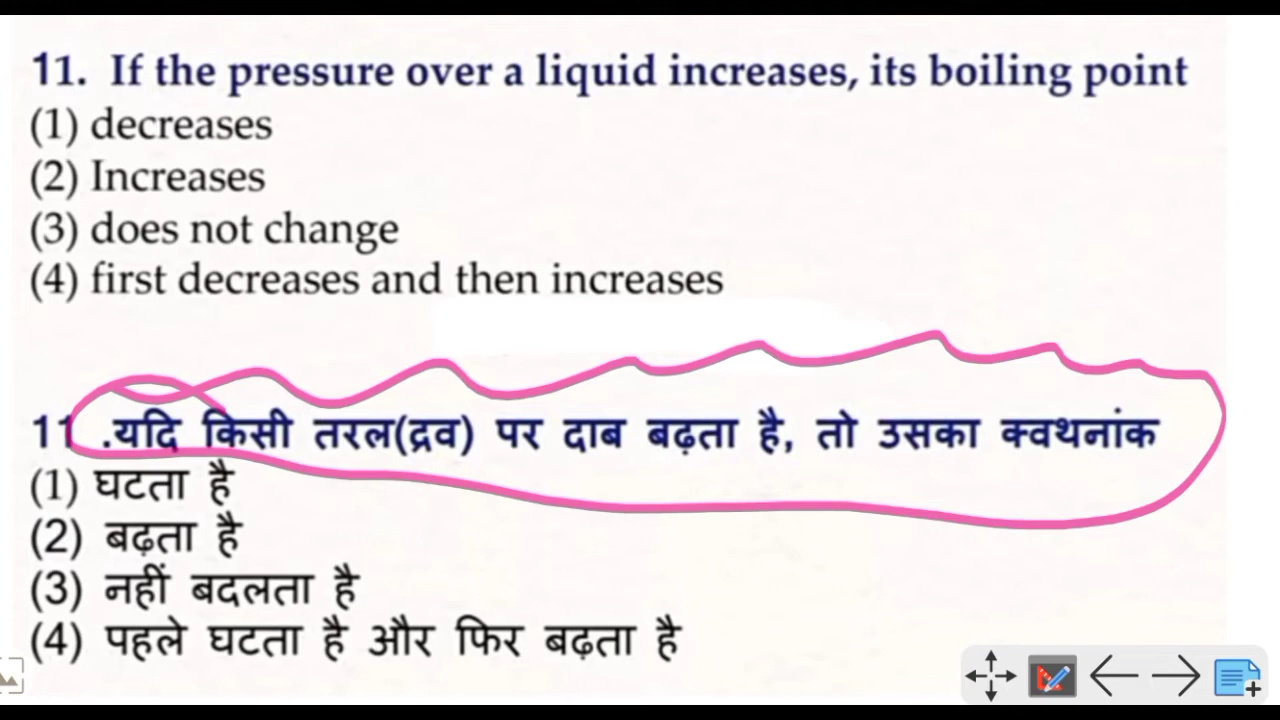 11. If the pressure over a liquid increases, its boiling point
(1) decreases
(2) Increases
(3) does not change
(4) first decreases and then increases
11 .यदि किसी तरल(द्रव) पर दाब बढ़ता है, तो उसका क्वथनांक
(1) घटता है
(2) बढ़ता है
(3) नहीं बदलता है
(4) पहले घटता है और फिर बढ़ता है